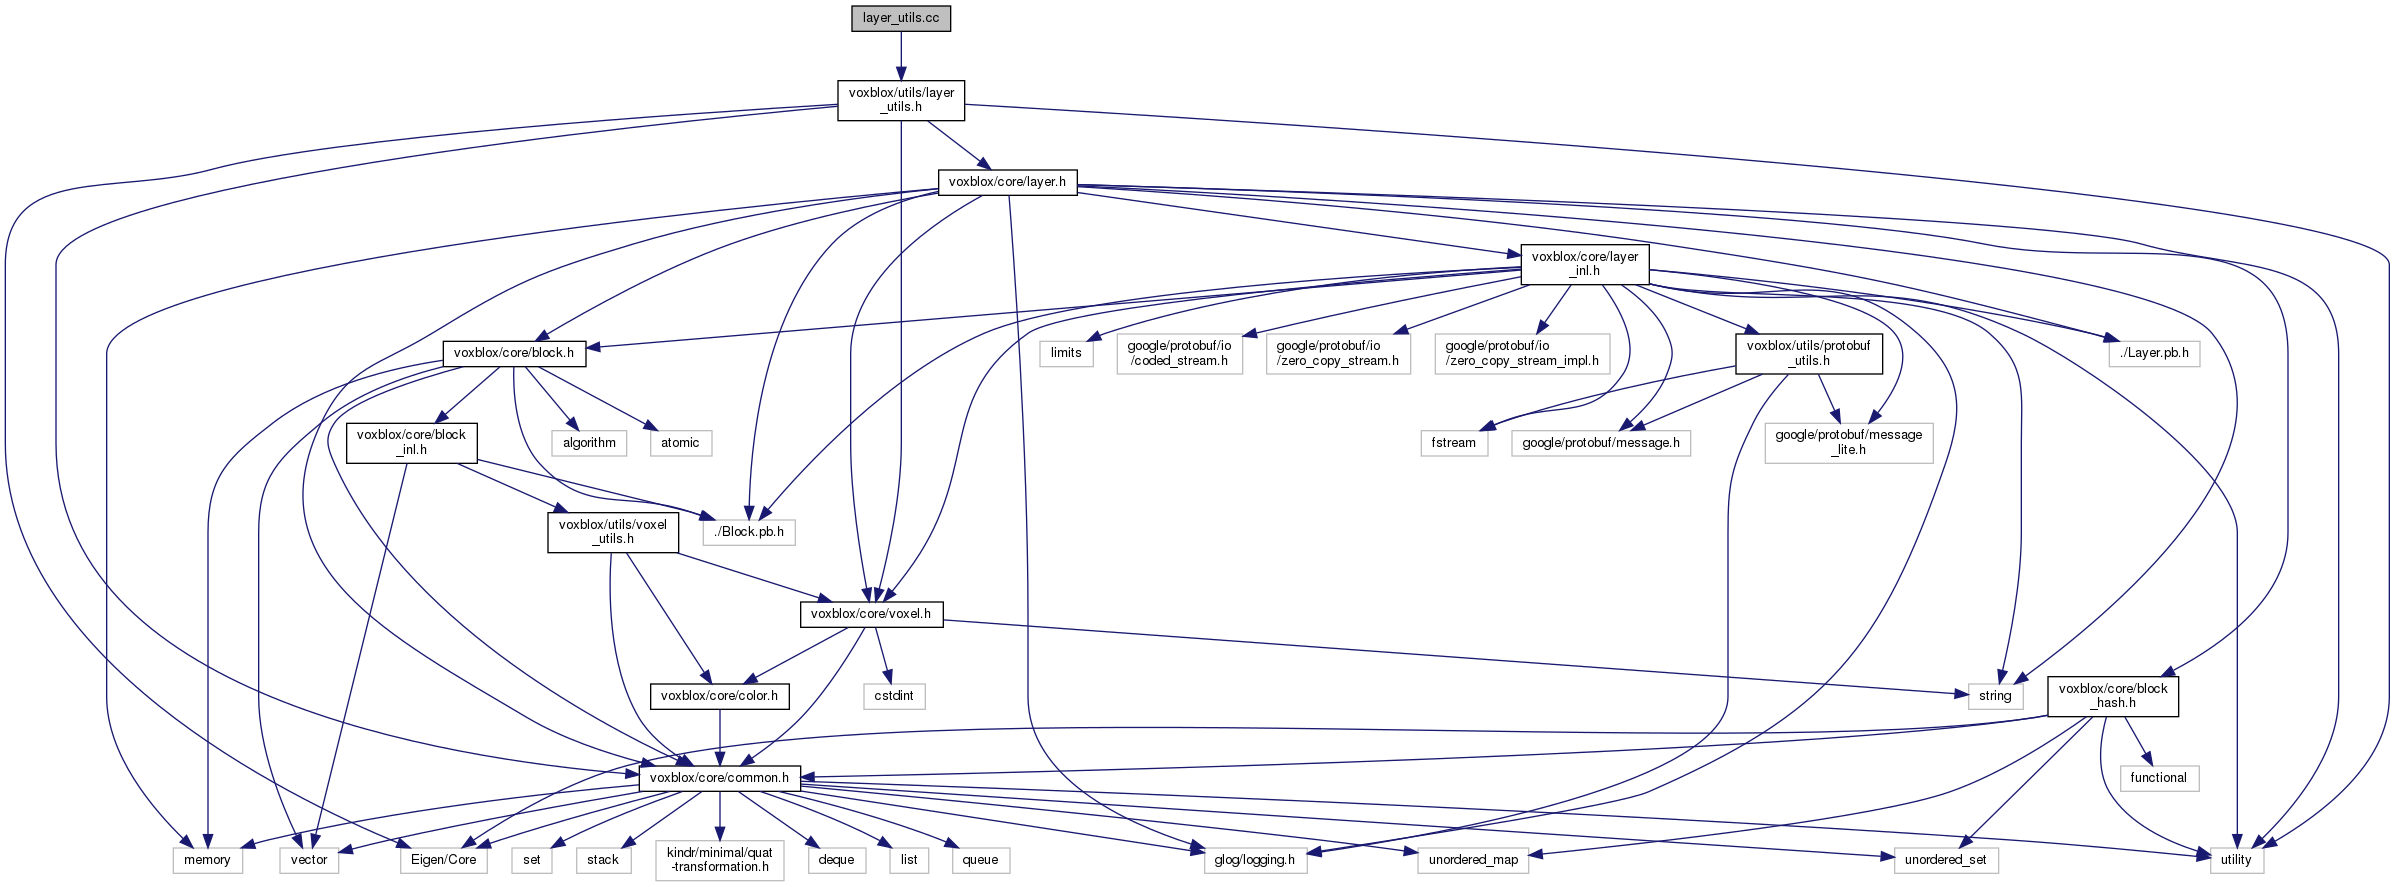 layer_utils.cc
voxblox/utils/layer
_utils.h
voxblox/core/layer.h
voxblox/core/layer
_inl.h
voxblox/core/block.h
limits
google/protobuf/io
/coded_stream.h
google/protobuf/io
/zero_copy_stream.h
google/protobuf/io
/zero_copy_stream_impl.h
voxblox/utils/protobuf
_utils.h
./Layer.pb.h
voxblox/core/block
_inl.h
algorithm
atomic
fstream
google/protobuf/message.h
google/protobuf/message
_lite.h
voxblox/utils/voxel
_utils.h
./Block.pb.h
voxblox/core/voxel.h
voxblox/core/color.h
cstdint
string
voxblox/core/block
_hash.h
voxblox/core/common.h
functional
memory
vector
Eigen/Core
set
stack
kindr/minimal/quat
-transformation.h
deque
list
queue
glog/logging.h
unordered_map
unordered_set
utility